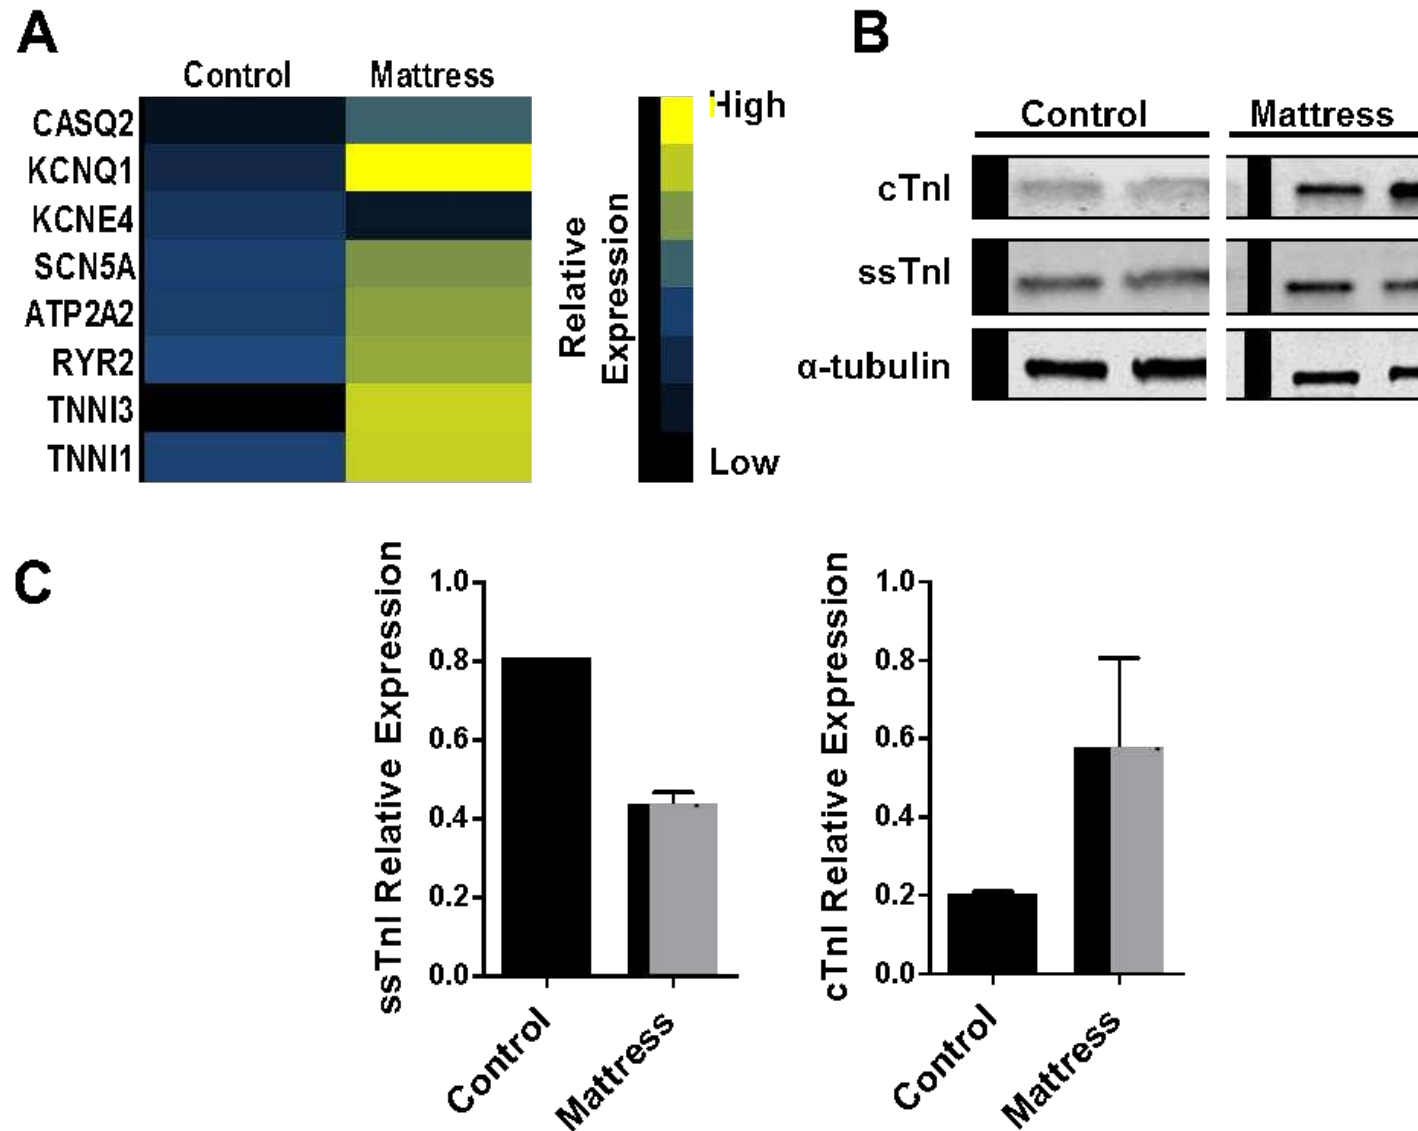 A
Control Mattress
CASQ2
KCNQ1
KCNE4
SCN5A
ATP2A2
RYR2
TNNI3
TNNI1
Relative
Expression
High
Low
B
Control Mattress
cTnI
ssTnI
α-tubulin
C
ssTnI Relative Expression
1.0
0.8
0.6
0.4
0.2
0.0
Control
Mattress
cTnI Relative Expression
1.0
0.8
0.6
0.4
0.2
0.0
Control
Mattress